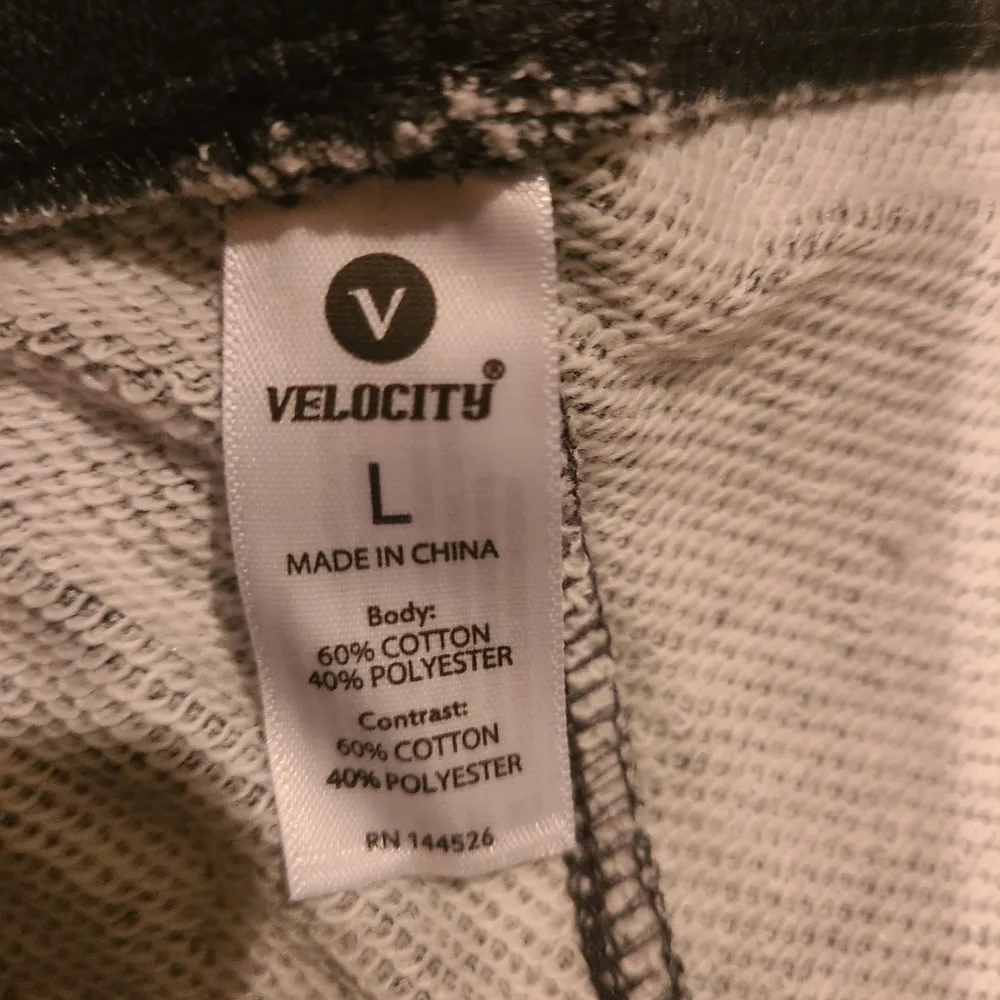 V
VELOCITY®
L
MADE IN CHINA
Body:
60% COTTON
40% POLYESTER
Contrast:
60% COTTON
40% POLYESTER
RN 144526